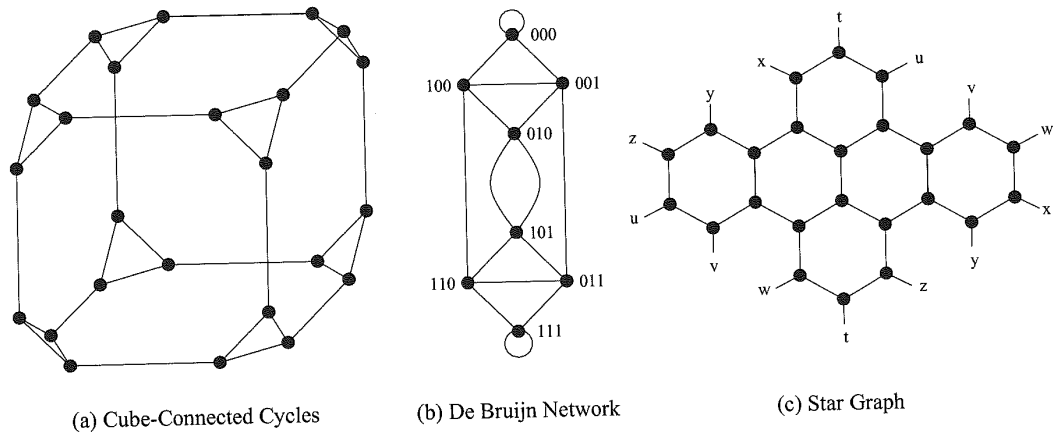 000
100 001
010
101
110 011
111
t
x u
y v
z w
u x
v y
w z
t
(a) Cube-Connected Cycles
(b) De Bruijn Network
(c) Star Graph